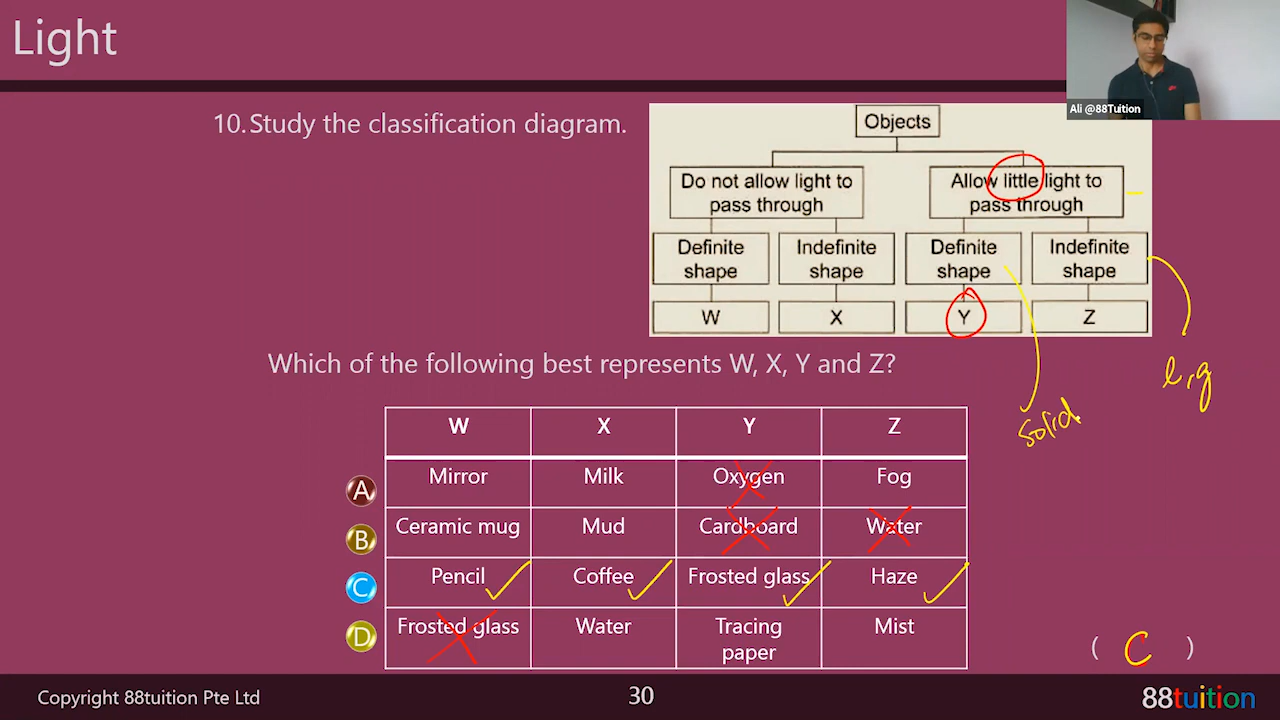 Light
Ali @88Tuition
10. Study the classification diagram.
Objects
Do not allow light to
pass through
Allow little light to
pass through
Definite
shape
Indefinite
shape
Definite
shape
Indefinite
shape
W
X
Y
Z
l, g
solid
Which of the following best represents W, X, Y and Z?
W X Y Z
A Mirror Milk Oxygen Fog
B Ceramic mug Mud Cardboard Water
C Pencil Coffee Frosted glass Haze
D Frosted glass Water Tracing paper Mist
( C )
Copyright 88tuition Pte Ltd
30
88tuition